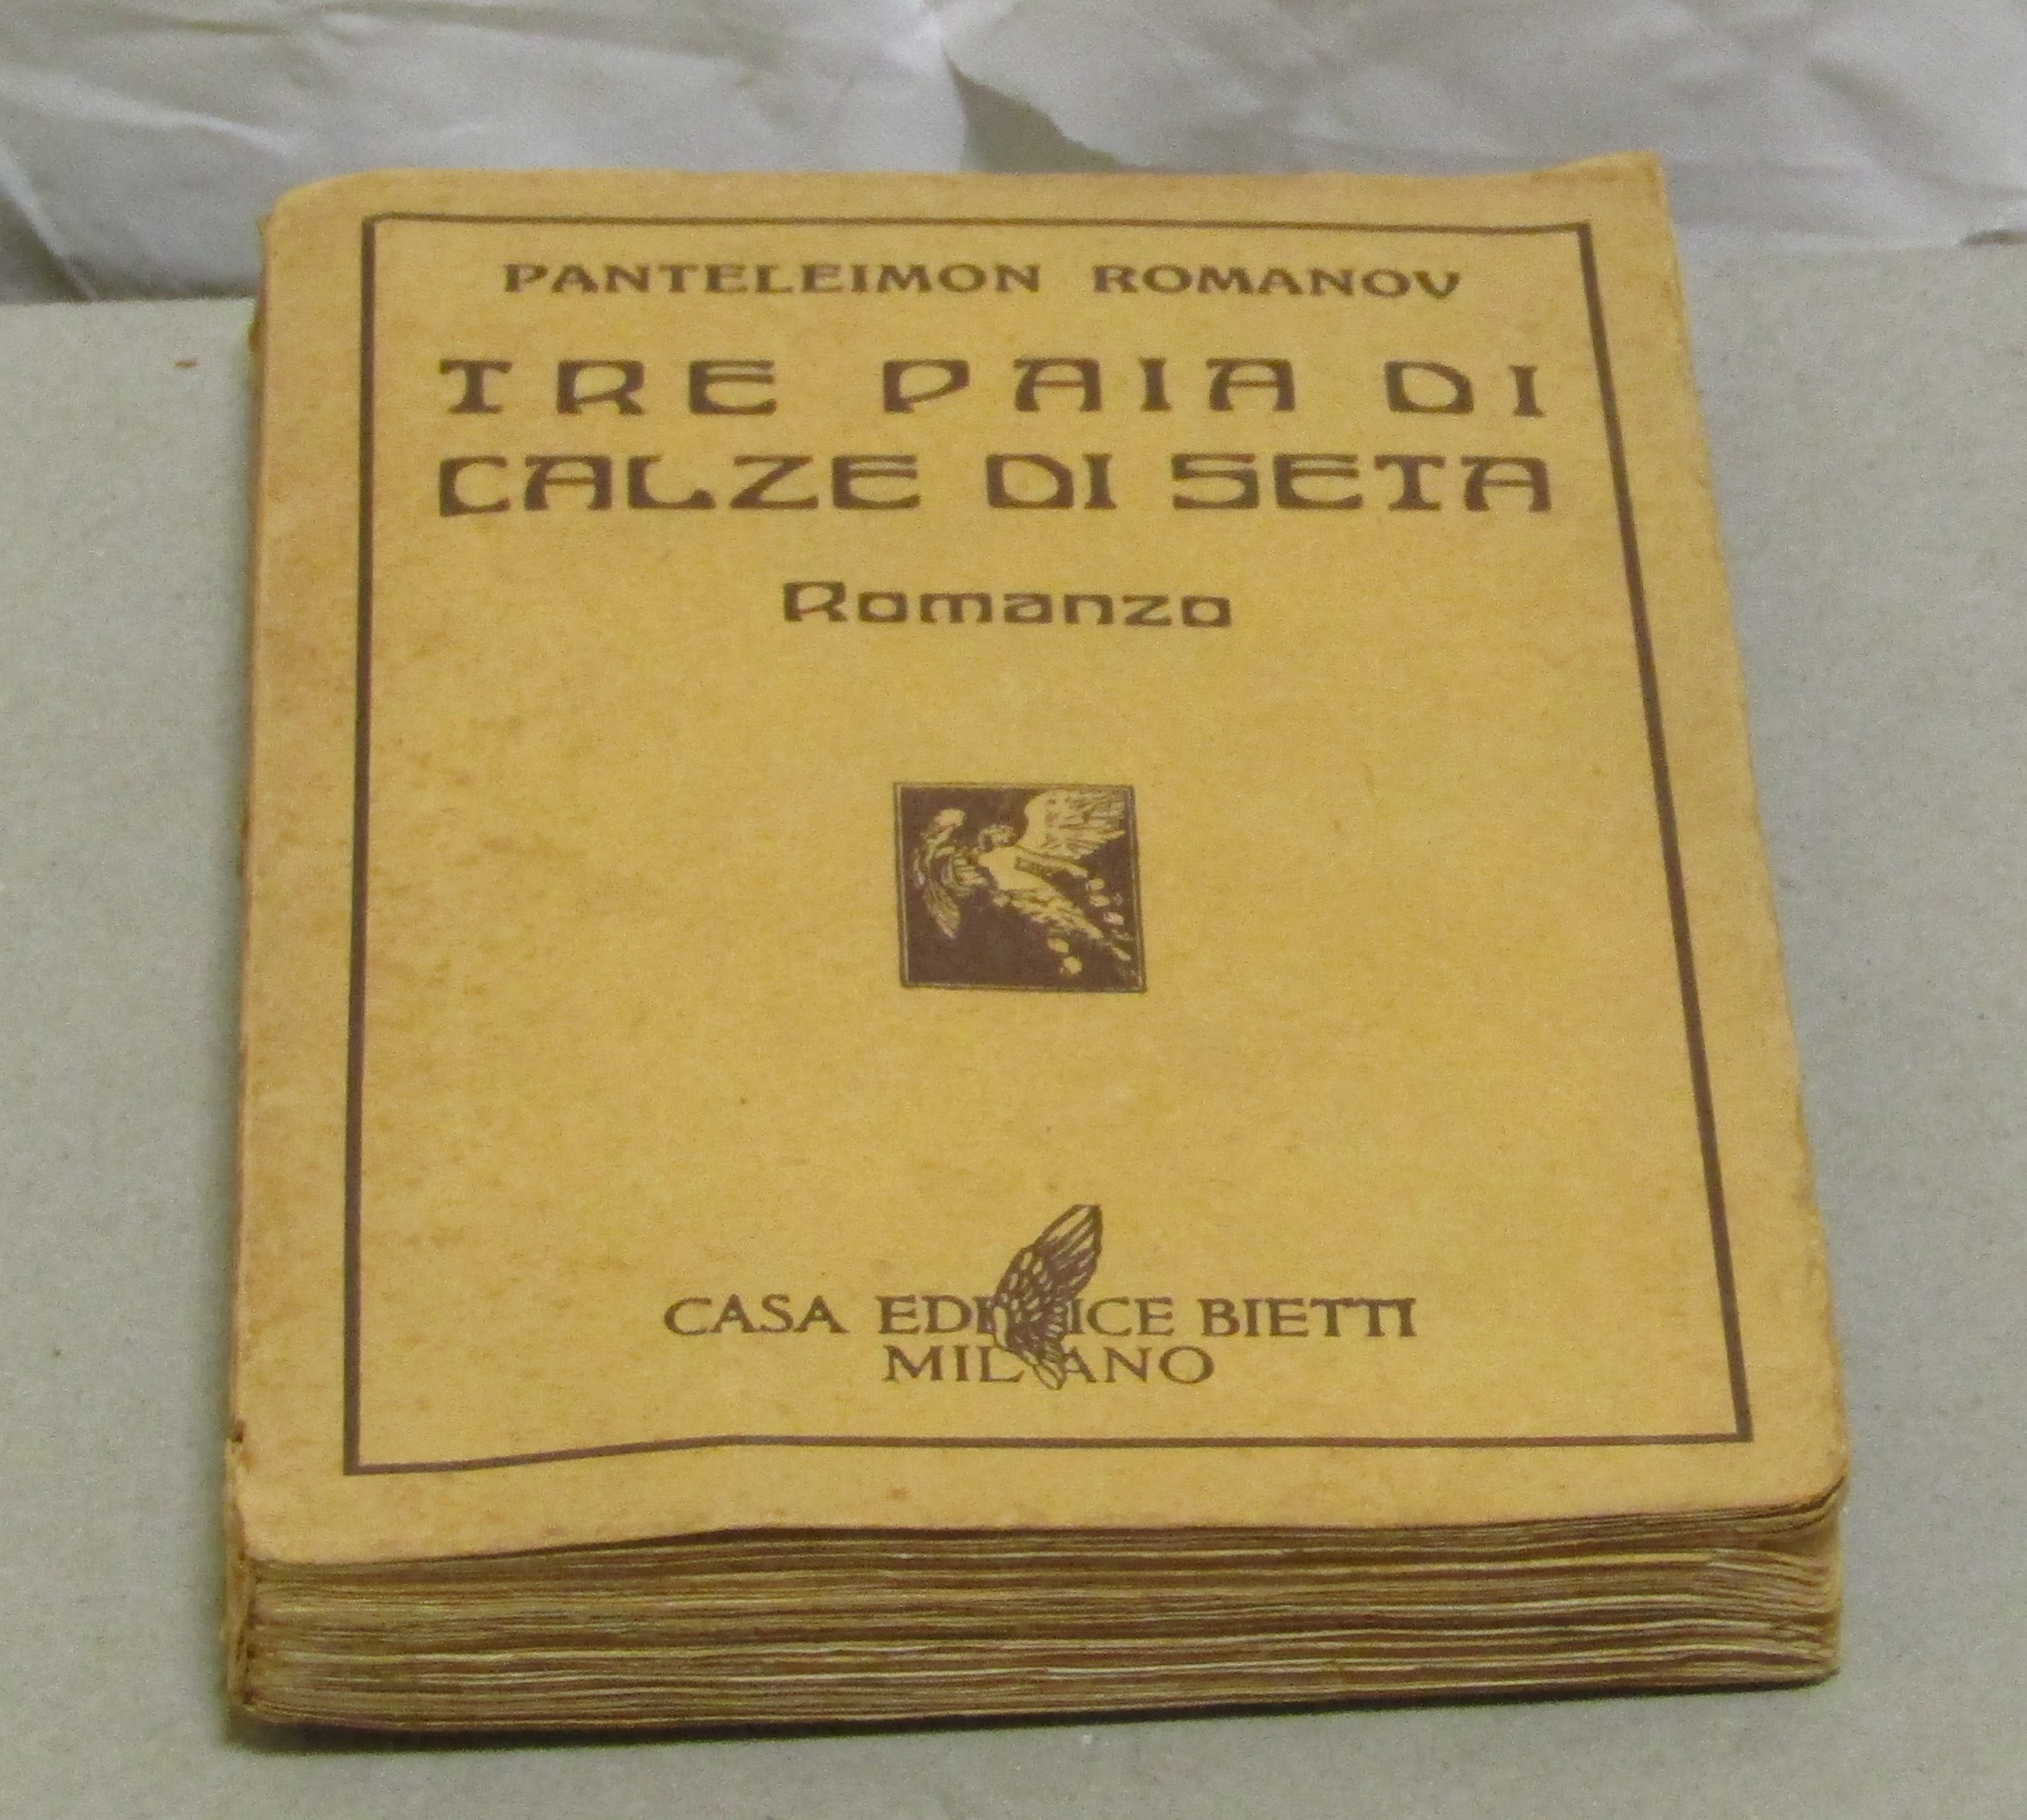 PANTELEIMON ROMANOV
TRE PAIA DI
CALZE DI SETA
Romanzo
CASA EDITRICE BIETTI
MILANO